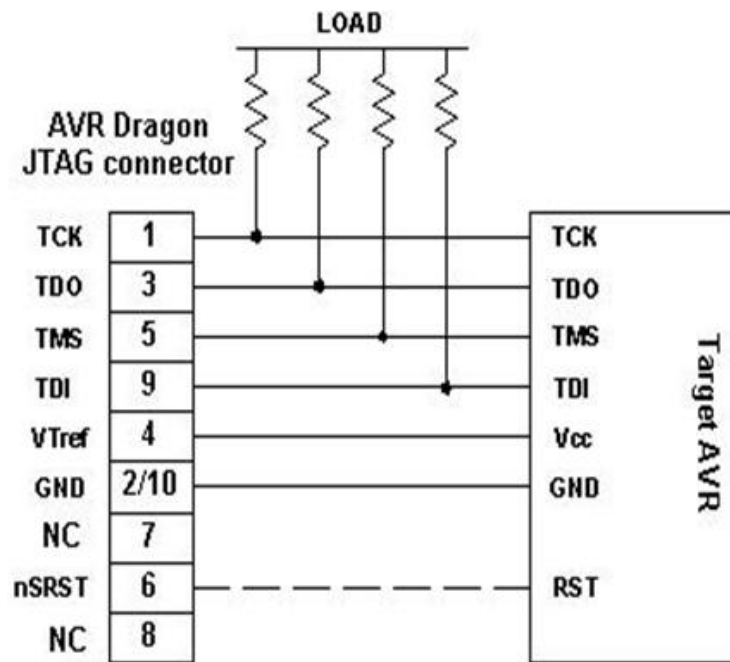 LOAD
AVR Dragon
JTAG connector
TCK 1 TCK
TDO 3 TDO
TMS 5 TMS
TDI 9 TDI
VTref 4 Vcc
GND 2/10 GND
NC 7
nSRST 6 RST
NC 8
Target AVR